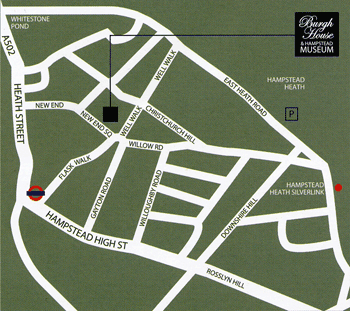 WHITESTONE
POND
A502
HEATH STREET
Burgh
House
& HAMPSTEAD
MUSEUM
WELL WALK
EAST HEATH ROAD
HAMPSTEAD
HEATH
P
NEW END
NEW END SQ
WELL WALK
CHRISTCHURCH HILL
WILLOW RD
FLASK WALK
GAYTON ROAD
WILLOUGHBY ROAD
DOWNSHIRE HILL
HAMPSTEAD
HEATH SILVERLINK
HAMPSTEAD HIGH ST
ROSSLYN HILL